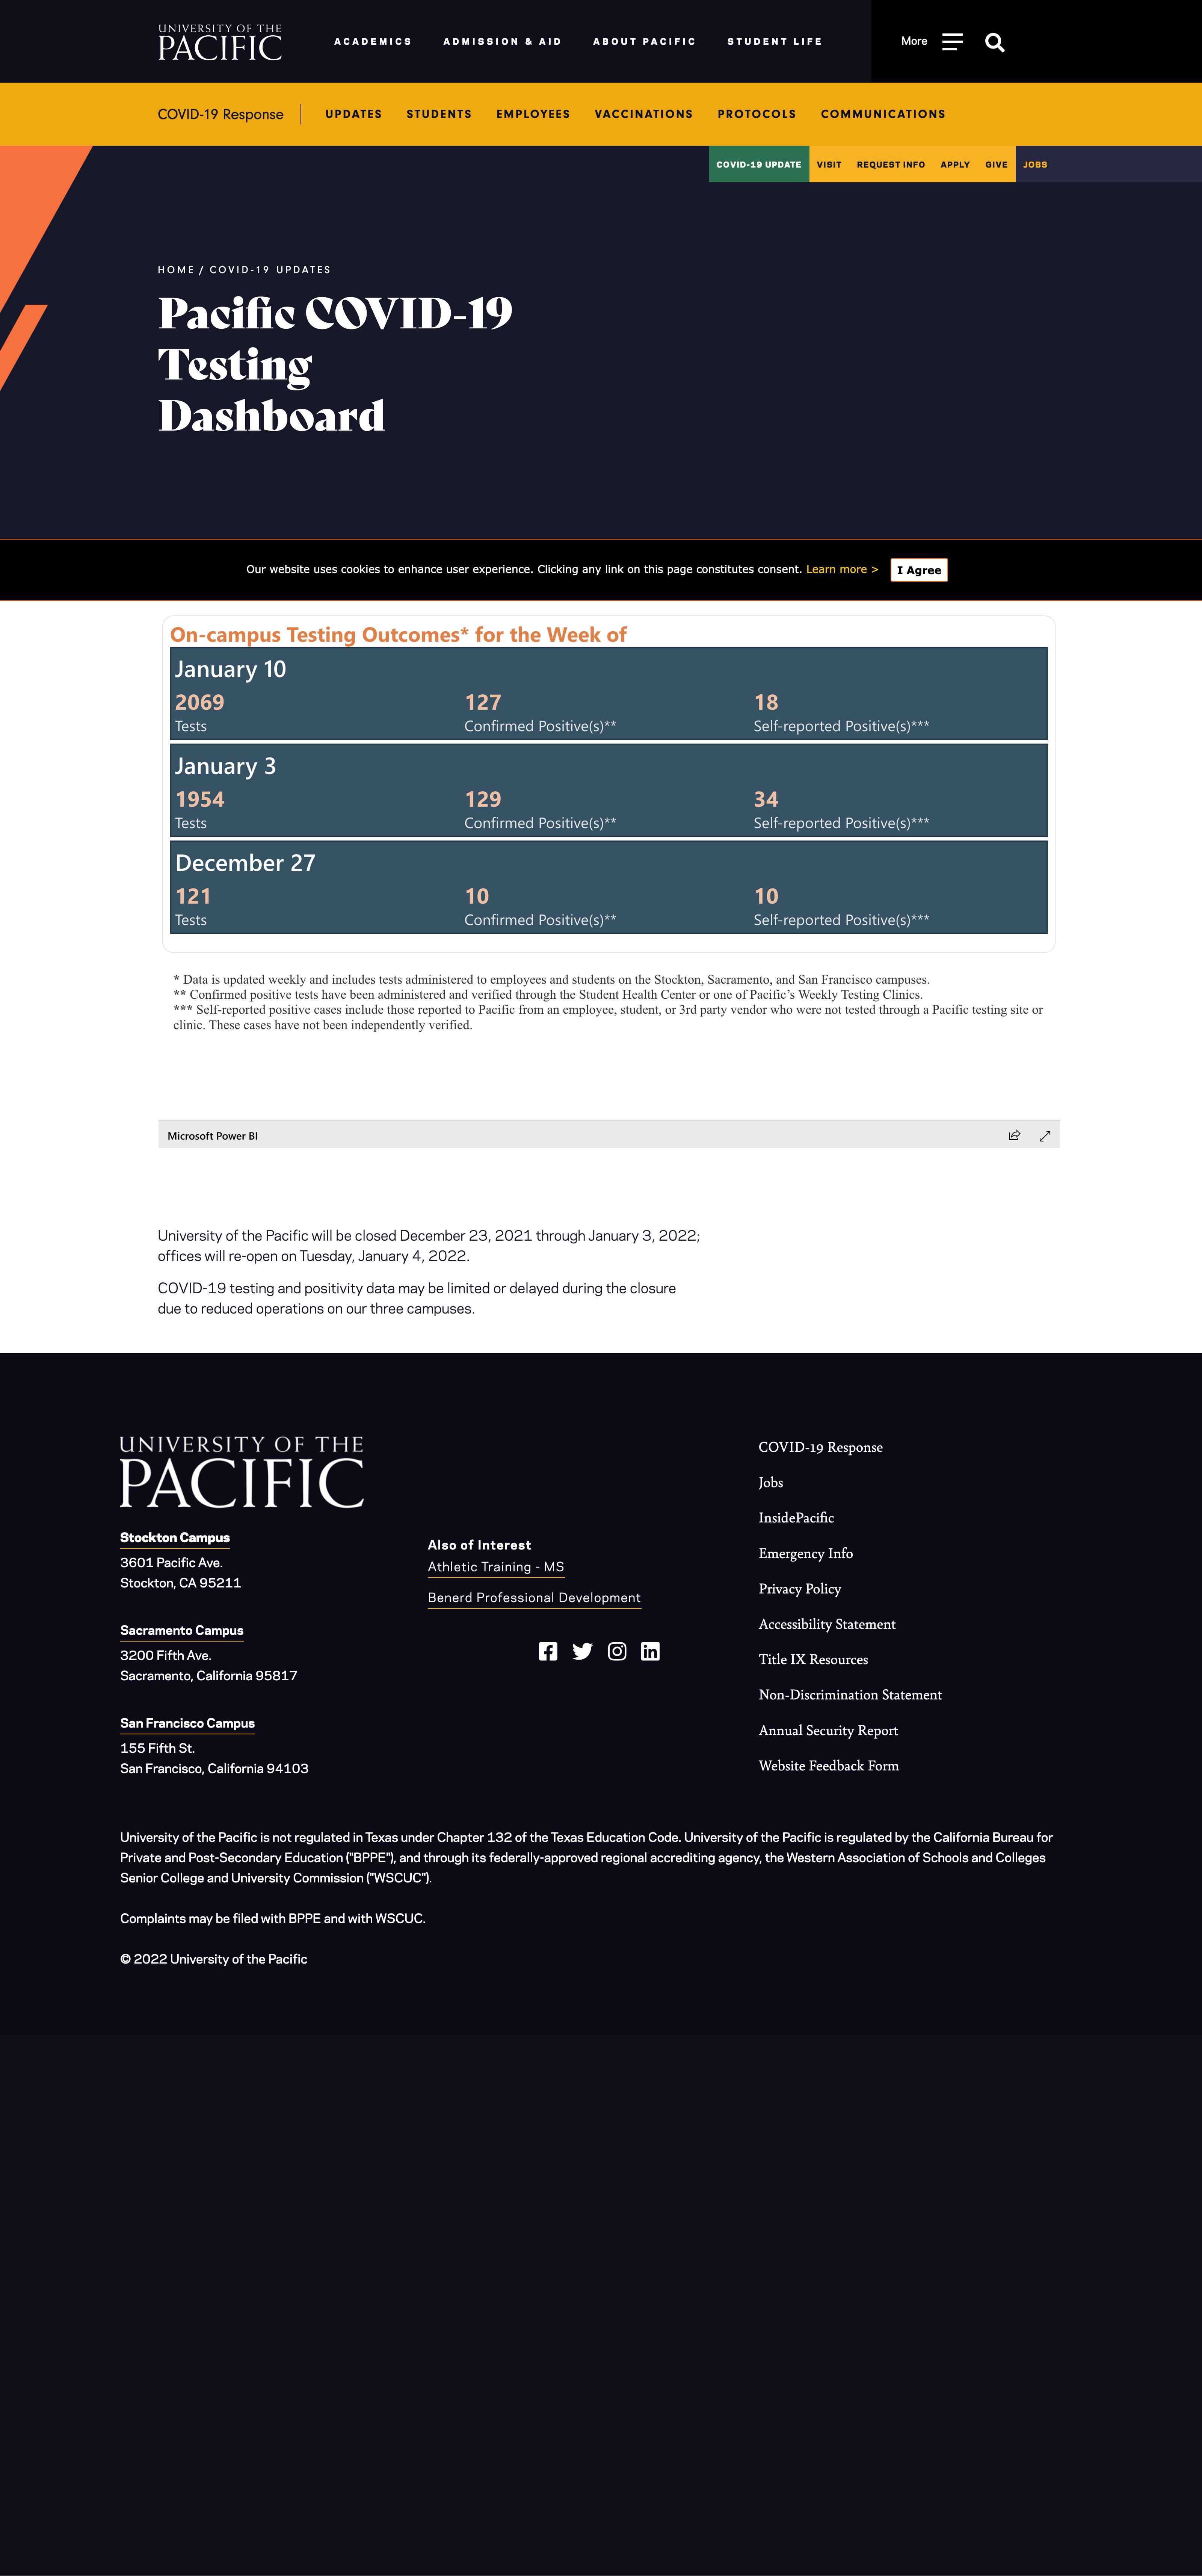 UNIVERSITY OF THE
PACIFIC
ACADEMICS
ADMISSION & AID
ABOUT PACIFIC
STUDENT LIFE
More
COVID-19 Response
UPDATES
STUDENTS
EMPLOYEES
VACCINATIONS
PROTOCOLS
COMMUNICATIONS
COVID-19 UPDATE
VISIT
REQUEST INFO
APPLY
GIVE
JOBS
HOME / COVID-19 UPDATES
Pacific COVID-19
Testing
Dashboard
Our website uses cookies to enhance user experience. Clicking any link on this page constitutes consent. Learn more >
I Agree
On-campus Testing Outcomes* for the Week of
January 10
2069 127 18
Tests Confirmed Positive(s)** Self-reported Positive(s)***
January 3
1954 129 34
Tests Confirmed Positive(s)** Self-reported Positive(s)***
December 27
121 10 10
Tests Confirmed Positive(s)** Self-reported Positive(s)***
* Data is updated weekly and includes tests administered to employees and students on the Stockton, Sacramento, and San Francisco campuses.
** Confirmed positive tests have been administered and verified through the Student Health Center or one of Pacific’s Weekly Testing Clinics.
*** Self-reported positive cases include those reported to Pacific from an employee, student, or 3rd party vendor who were not tested through a Pacific testing site or
clinic. These cases have not been independently verified.
Microsoft Power BI
University of the Pacific will be closed December 23, 2021 through January 3, 2022;
offices will re-open on Tuesday, January 4, 2022.
COVID-19 testing and positivity data may be limited or delayed during the closure
due to reduced operations on our three campuses.
UNIVERSITY OF THE
PACIFIC
Stockton Campus
3601 Pacific Ave.
Stockton, CA 95211
Sacramento Campus
3200 Fifth Ave.
Sacramento, California 95817
San Francisco Campus
155 Fifth St.
San Francisco, California 94103
Also of Interest
Athletic Training - MS
Benerd Professional Development
COVID-19 Response
Jobs
InsidePacific
Emergency Info
Privacy Policy
Accessibility Statement
Title IX Resources
Non-Discrimination Statement
Annual Security Report
Website Feedback Form
University of the Pacific is not regulated in Texas under Chapter 132 of the Texas Education Code. University of the Pacific is regulated by the California Bureau for
Private and Post-Secondary Education ("BPPE"), and through its federally-approved regional accrediting agency, the Western Association of Schools and Colleges
Senior College and University Commission ("WSCUC").
Complaints may be filed with BPPE and with WSCUC.
© 2022 University of the Pacific